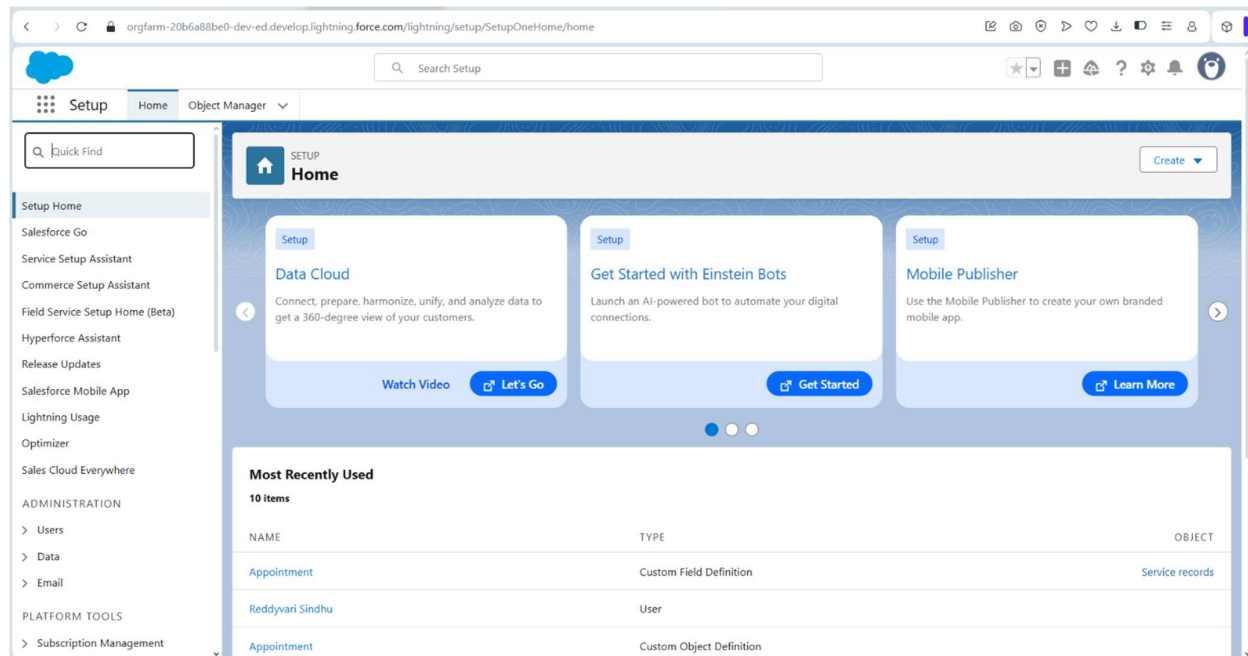 orgfarm-20b6a88be0-dev-ed.develop.lightning.force.com/lightning/setup/SetupOneHome/home
Search Setup
Setup Home Object Manager
Quick Find
SETUP
Home
Create
Setup Home
Salesforce Go
Service Setup Assistant
Commerce Setup Assistant
Field Service Setup Home (Beta)
Hyperforce Assistant
Release Updates
Salesforce Mobile App
Lightning Usage
Optimizer
Sales Cloud Everywhere
ADMINISTRATION
Users
Data
Email
PLATFORM TOOLS
Subscription Management
Setup
Data Cloud
Connect, prepare, harmonize, unify, and analyze data to
get a 360-degree view of your customers.
Watch Video Let's Go
Setup
Get Started with Einstein Bots
Launch an AI-powered bot to automate your digital
connections.
Get Started
Setup
Mobile Publisher
Use the Mobile Publisher to create your own branded
mobile app.
Learn More
Most Recently Used
10 items
NAME TYPE OBJECT
Appointment Custom Field Definition Service records
Reddyvari Sindhu User
Appointment Custom Object Definition